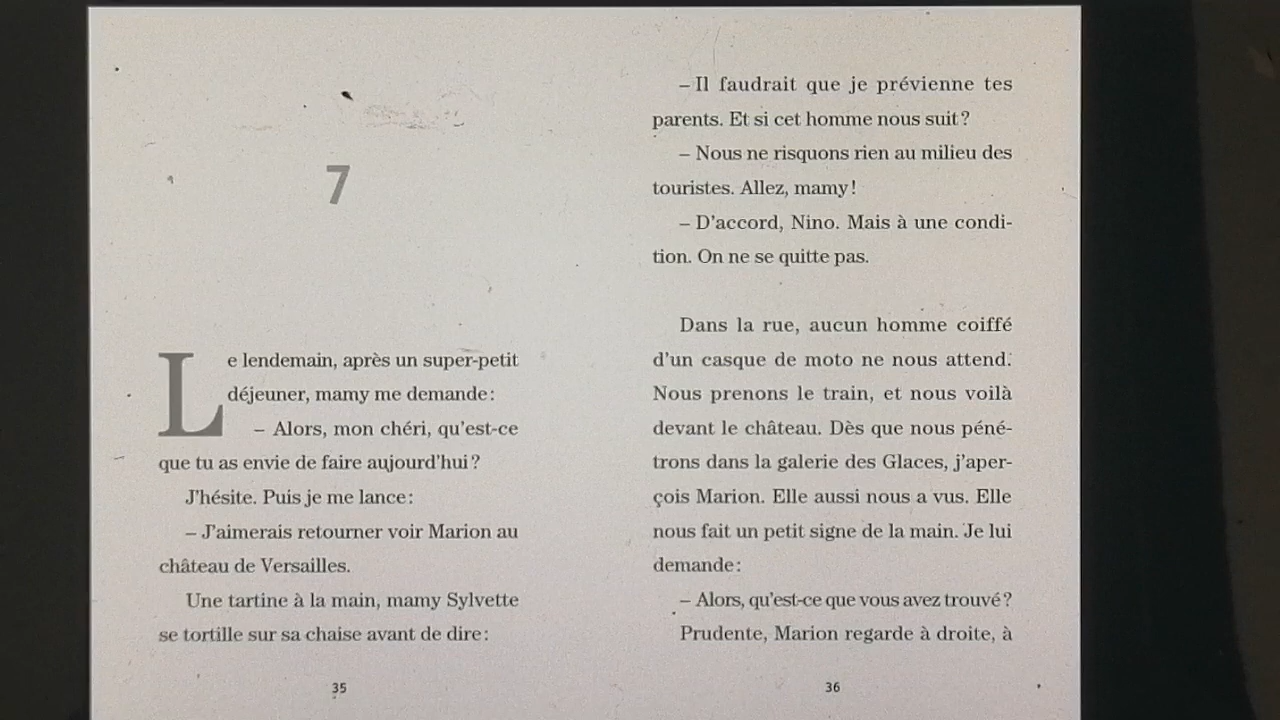 7
Le lendemain, après un super-petit
déjeuner, mamy me demande :
– Alors, mon chéri, qu'est-ce
que tu as envie de faire aujourd'hui ?
J'hésite. Puis je me lance :
– J'aimerais retourner voir Marion au
château de Versailles.
Une tartine à la main, mamy Sylvette
se tortille sur sa chaise avant de dire :
35
– Il faudrait que je prévienne tes
parents. Et si cet homme nous suit ?
– Nous ne risquons rien au milieu des
touristes. Allez, mamy !
– D'accord, Nino. Mais à une condi-
tion. On ne se quitte pas.
Dans la rue, aucun homme coiffé
d'un casque de moto ne nous attend.
Nous prenons le train, et nous voilà
devant le château. Dès que nous péné-
trons dans la galerie des Glaces, j'aper-
çois Marion. Elle aussi nous a vus. Elle
nous fait un petit signe de la main. Je lui
demande :
– Alors, qu'est-ce que vous avez trouvé ?
Prudente, Marion regarde à droite, à
36